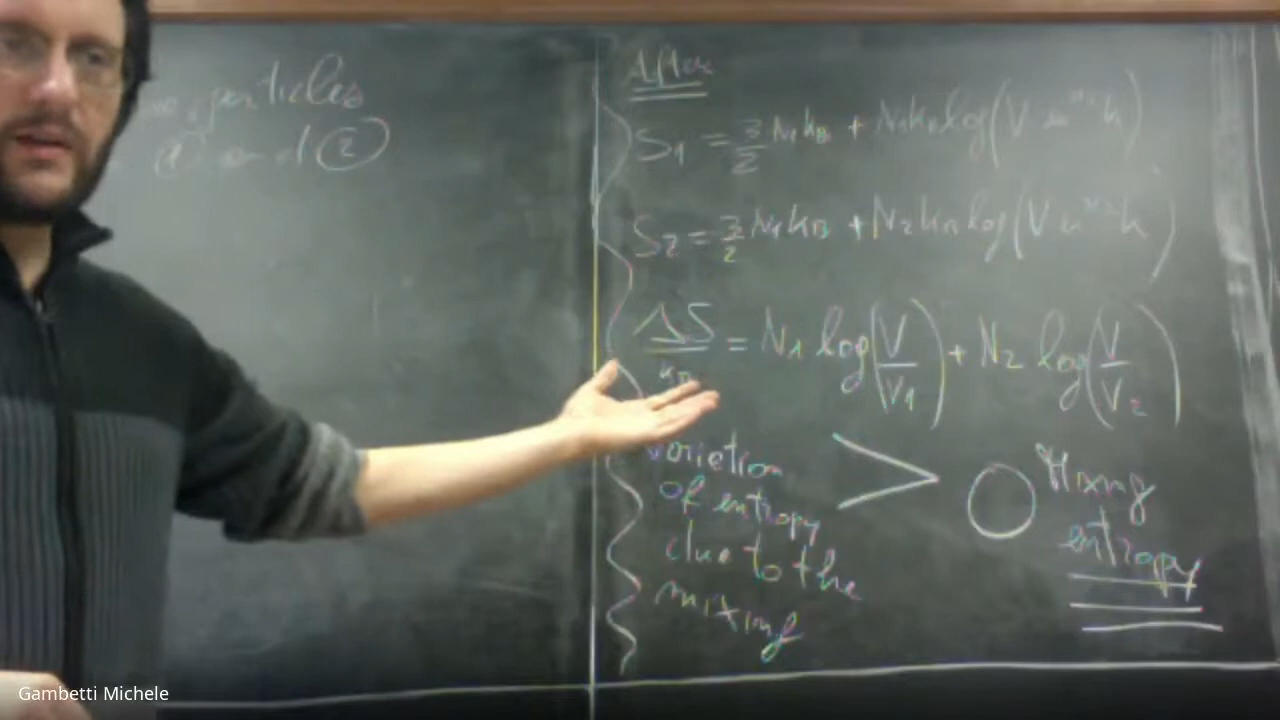 particles
and ②
After
S₁ = 3/2 N₁k_B + N₁k_B log(V
S₂ = 3/2 N₁k_B + N₂k_B log(V
ΔS/k_B = N₁ log(V/V₁) + N₂ log(V/V₂)
variation
of entropy
due to the
mixing
> 0
Mixing
entropy
Gambetti Michele